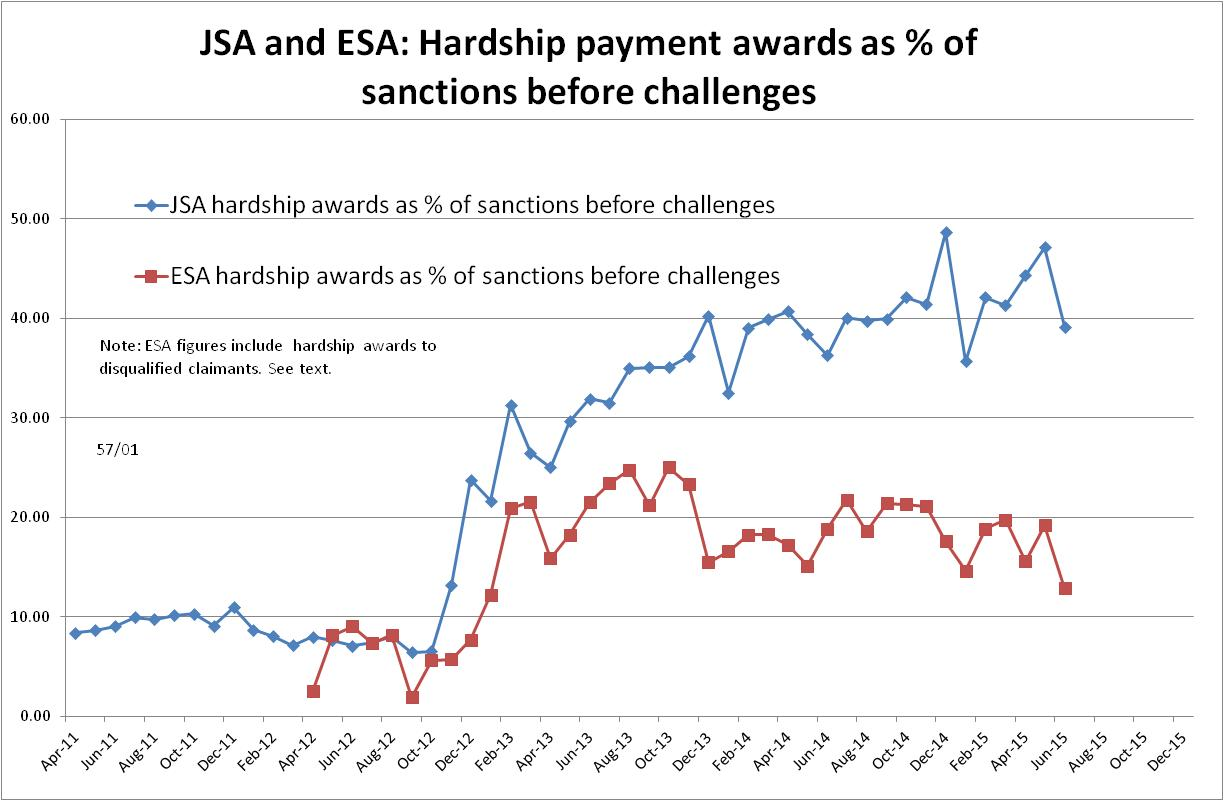 JSA and ESA: Hardship payment awards as % of
sanctions before challenges
60.00
50.00
40.00
30.00
20.00
10.00
0.00
JSA hardship awards as % of sanctions before challenges
ESA hardship awards as % of sanctions before challenges
Note: ESA figures include hardship awards to
disqualified claimants. See text.
57/01
Apr-11
Jun-11
Aug-11
Oct-11
Dec-11
Feb-12
Apr-12
Jun-12
Aug-12
Oct-12
Dec-12
Feb-13
Apr-13
Jun-13
Aug-13
Oct-13
Dec-13
Feb-14
Apr-14
Jun-14
Aug-14
Oct-14
Dec-14
Feb-15
Apr-15
Jun-15
Aug-15
Oct-15
Dec-15